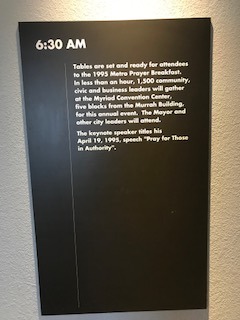 6:30 AM
Tables are set and ready for attendees
to the 1995 Metro Prayer Breakfast.
In less than an hour, 1,500 community,
civic and business leaders will gather
at the Myriad Convention Center,
five blocks from the Murrah Building,
for this annual event. The Mayor and
other city leaders will attend.
The keynote speaker titles his
April 19, 1995, speech "Pray for Those
in Authority".